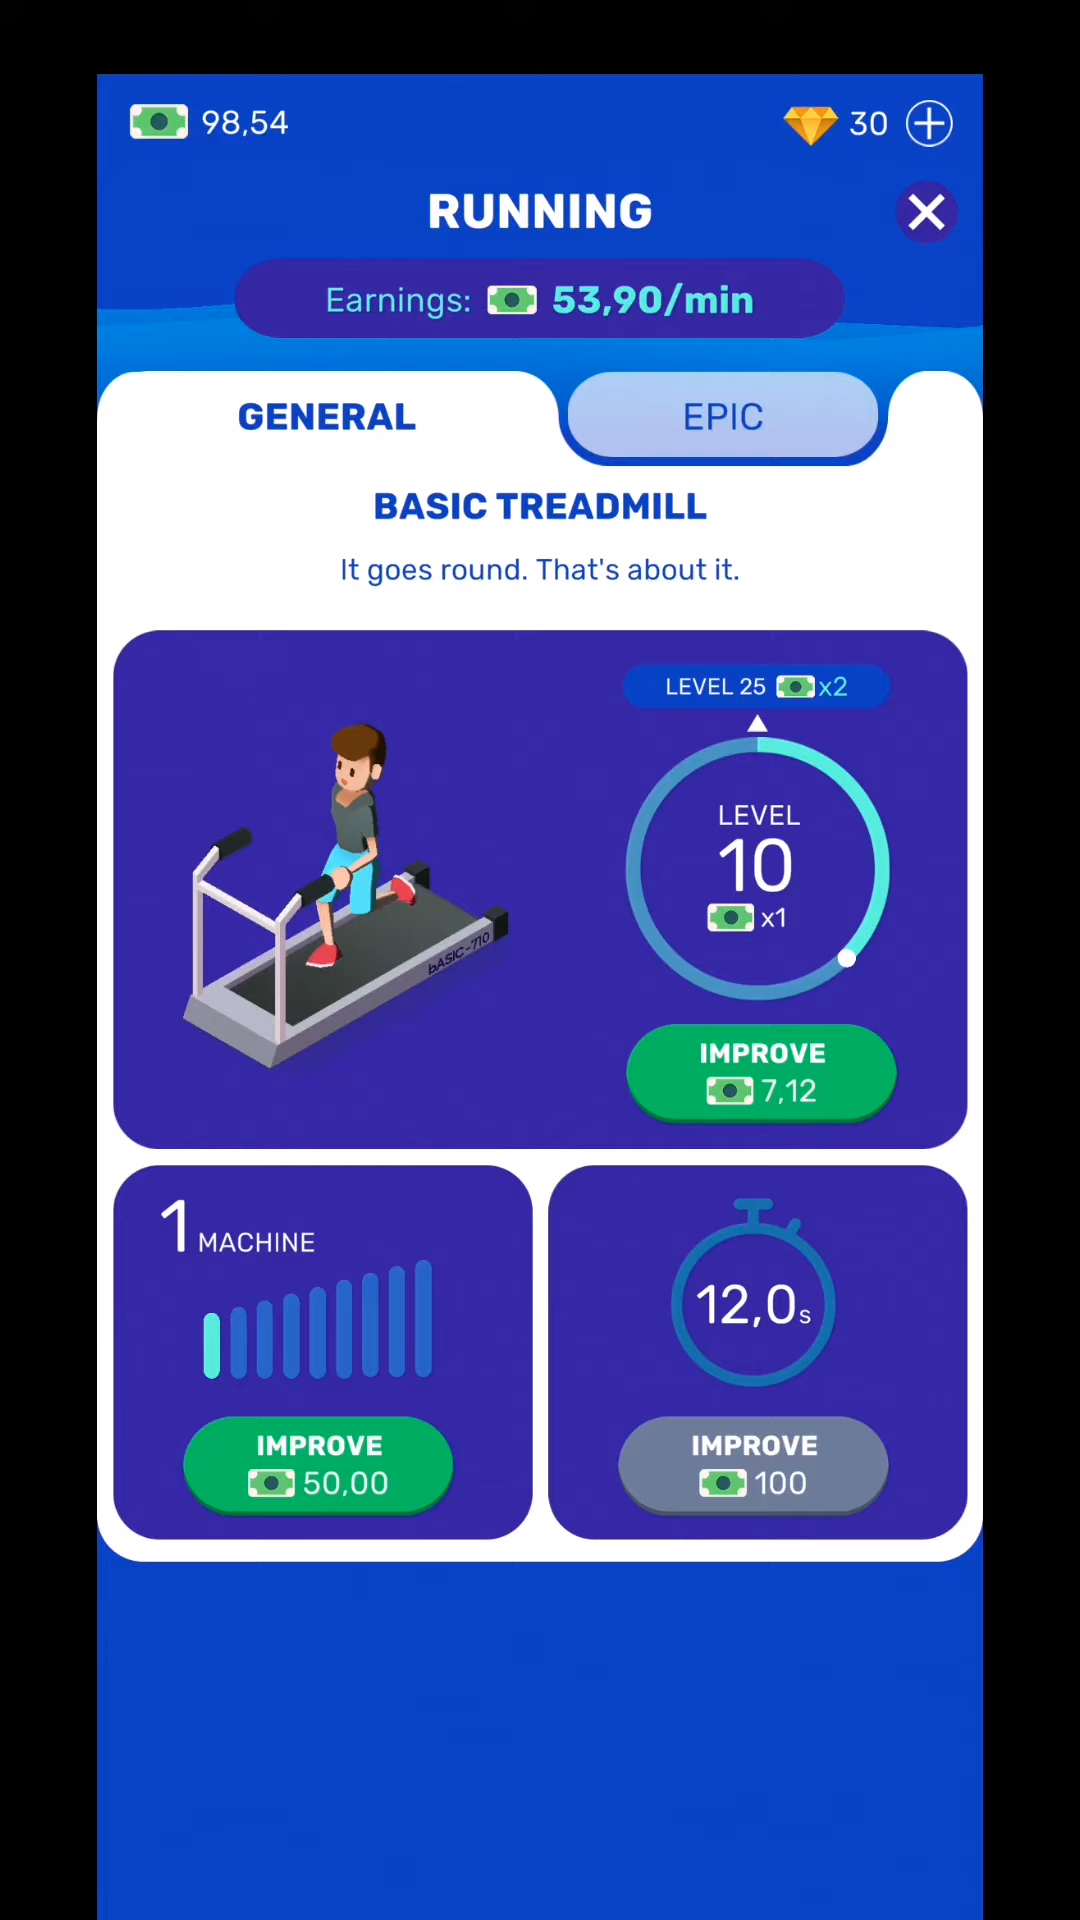 98,54
30
RUNNING
Earnings: 53,90/min
GENERAL
EPIC
BASIC TREADMILL
It goes round. That's about it.
LEVEL 25 x2
LEVEL
10
x1
bASIC-710
IMPROVE
7,12
1 MACHINE
IMPROVE
50,00
12,0s
IMPROVE
100